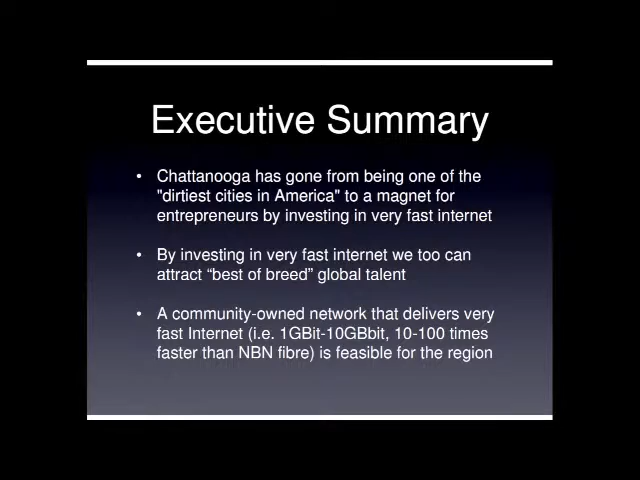 Executive Summary
• Chattanooga has gone from being one of the
"dirtiest cities in America" to a magnet for
entrepreneurs by investing in very fast internet
• By investing in very fast internet we too can
attract “best of breed” global talent
• A community-owned network that delivers very
fast Internet (i.e. 1GBit-10GBbit, 10-100 times
faster than NBN fibre) is feasible for the region